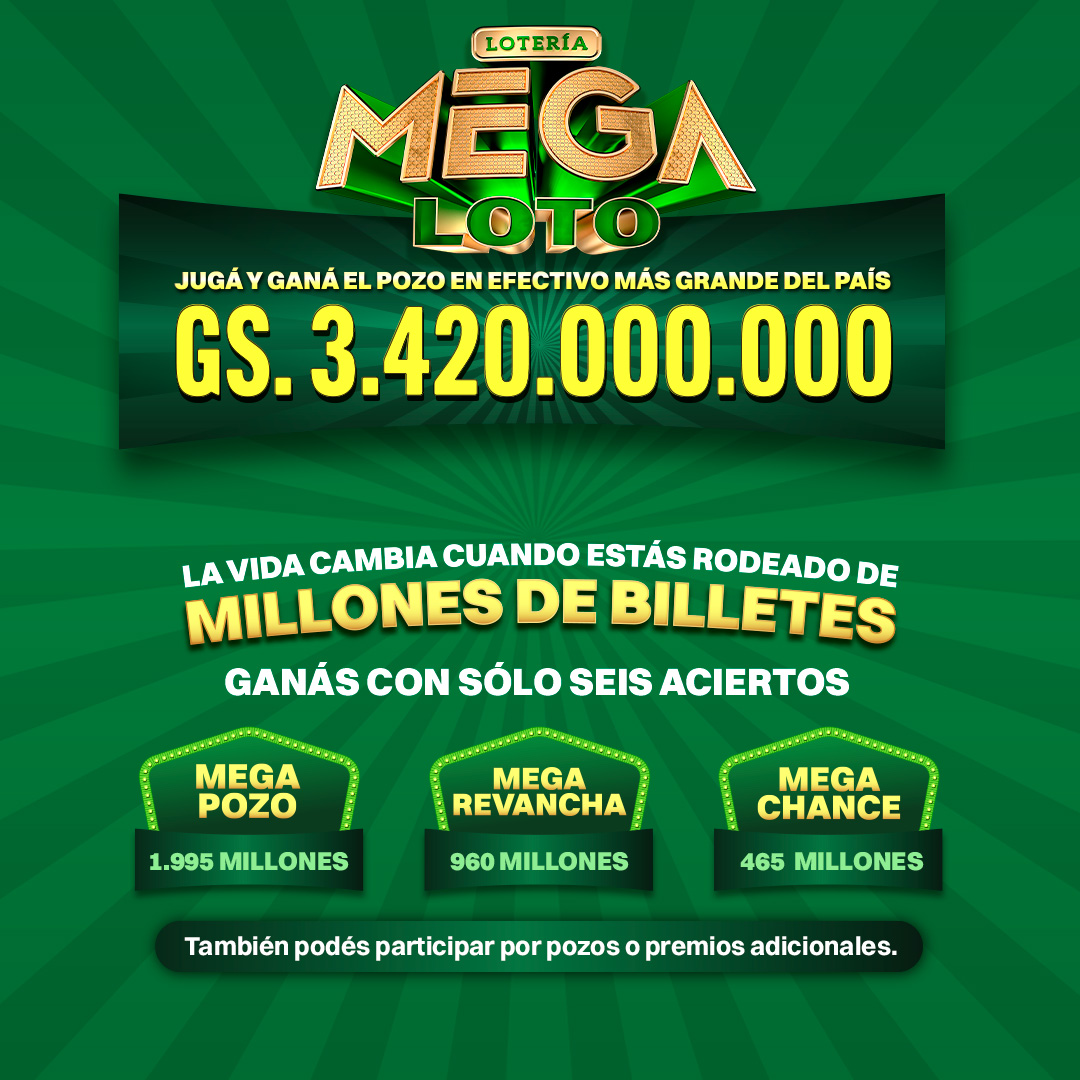 LOTERÍA
MEGA
LOTO
JUGÁ Y GANÁ EL POZO EN EFECTIVO MÁS GRANDE DEL PAÍS
GS. 3.420.000.000
LA VIDA CAMBIA CUANDO ESTÁS RODEADO DE
MILLONES DE BILLETES
GANÁS CON SÓLO SEIS ACIERTOS
MEGA
POZO
1.995 MILLONES
MEGA
REVANCHA
960 MILLONES
MEGA
CHANCE
465 MILLONES
También podés participar por pozos o premios adicionales.